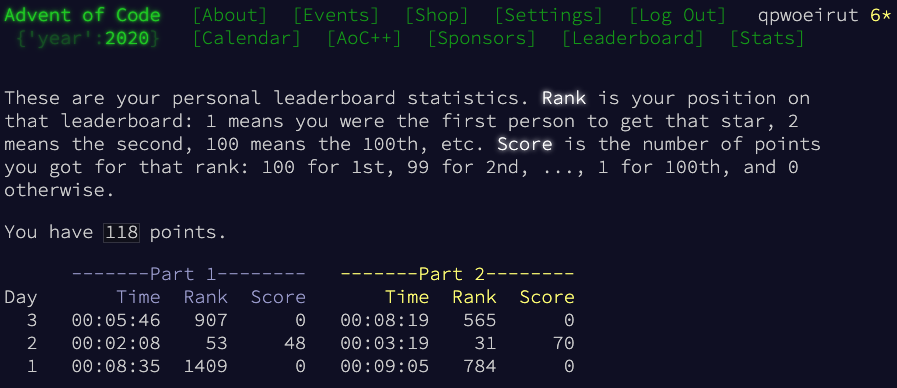 Advent of Code [About] [Events] [Shop] [Settings] [Log Out] qpwoeirut 6*
{'year':2020} [Calendar] [AoC++] [Sponsors] [Leaderboard] [Stats]
These are your personal leaderboard statistics. Rank is your position on
that leaderboard: 1 means you were the first person to get that star, 2
means the second, 100 means the 100th, etc. Score is the number of points
you got for that rank: 100 for 1st, 99 for 2nd, ..., 1 for 100th, and 0
otherwise.
You have 118 points.
-------Part 1-------- -------Part 2--------
Day Time Rank Score Time Rank Score
3 00:05:46 907 0 00:08:19 565 0
2 00:02:08 53 48 00:03:19 31 70
1 00:08:35 1409 0 00:09:05 784 0